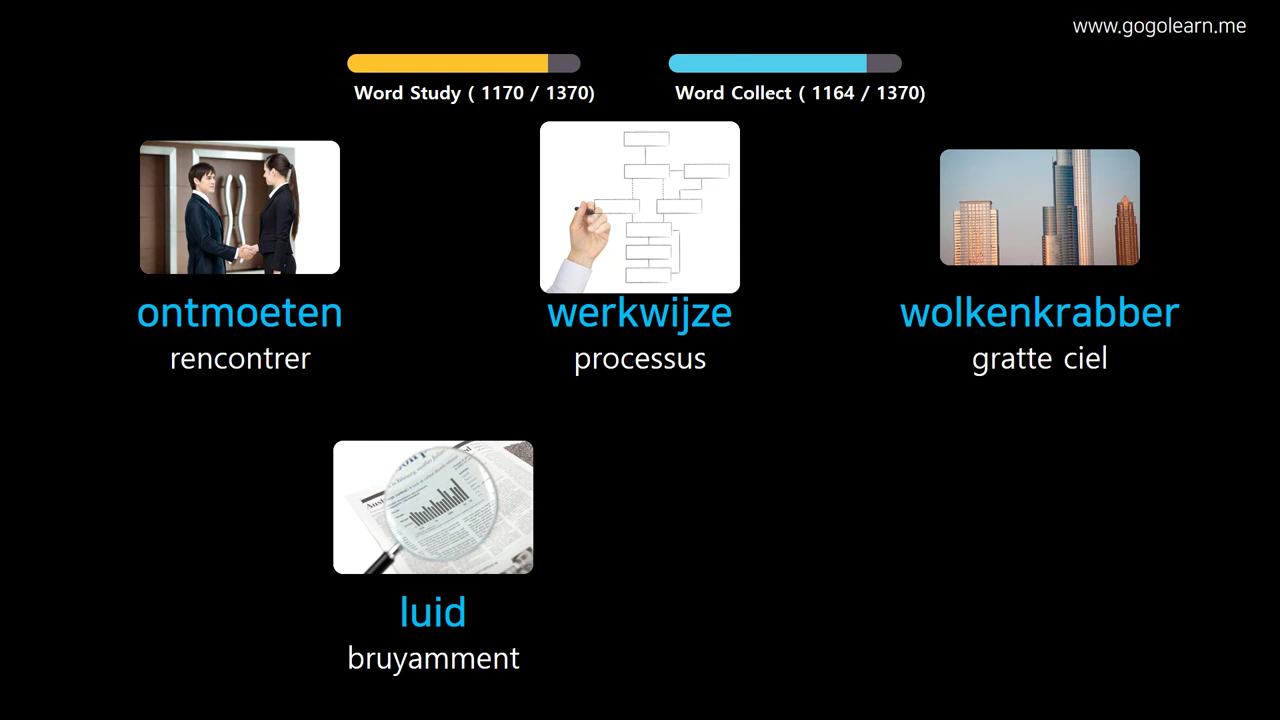 www.gogolearn.me
Word Study ( 1170 / 1370)
Word Collect ( 1164 / 1370)
ontmoeten
rencontrer
werkwijze
processus
wolkenkrabber
gratte ciel
luid
bruyamment